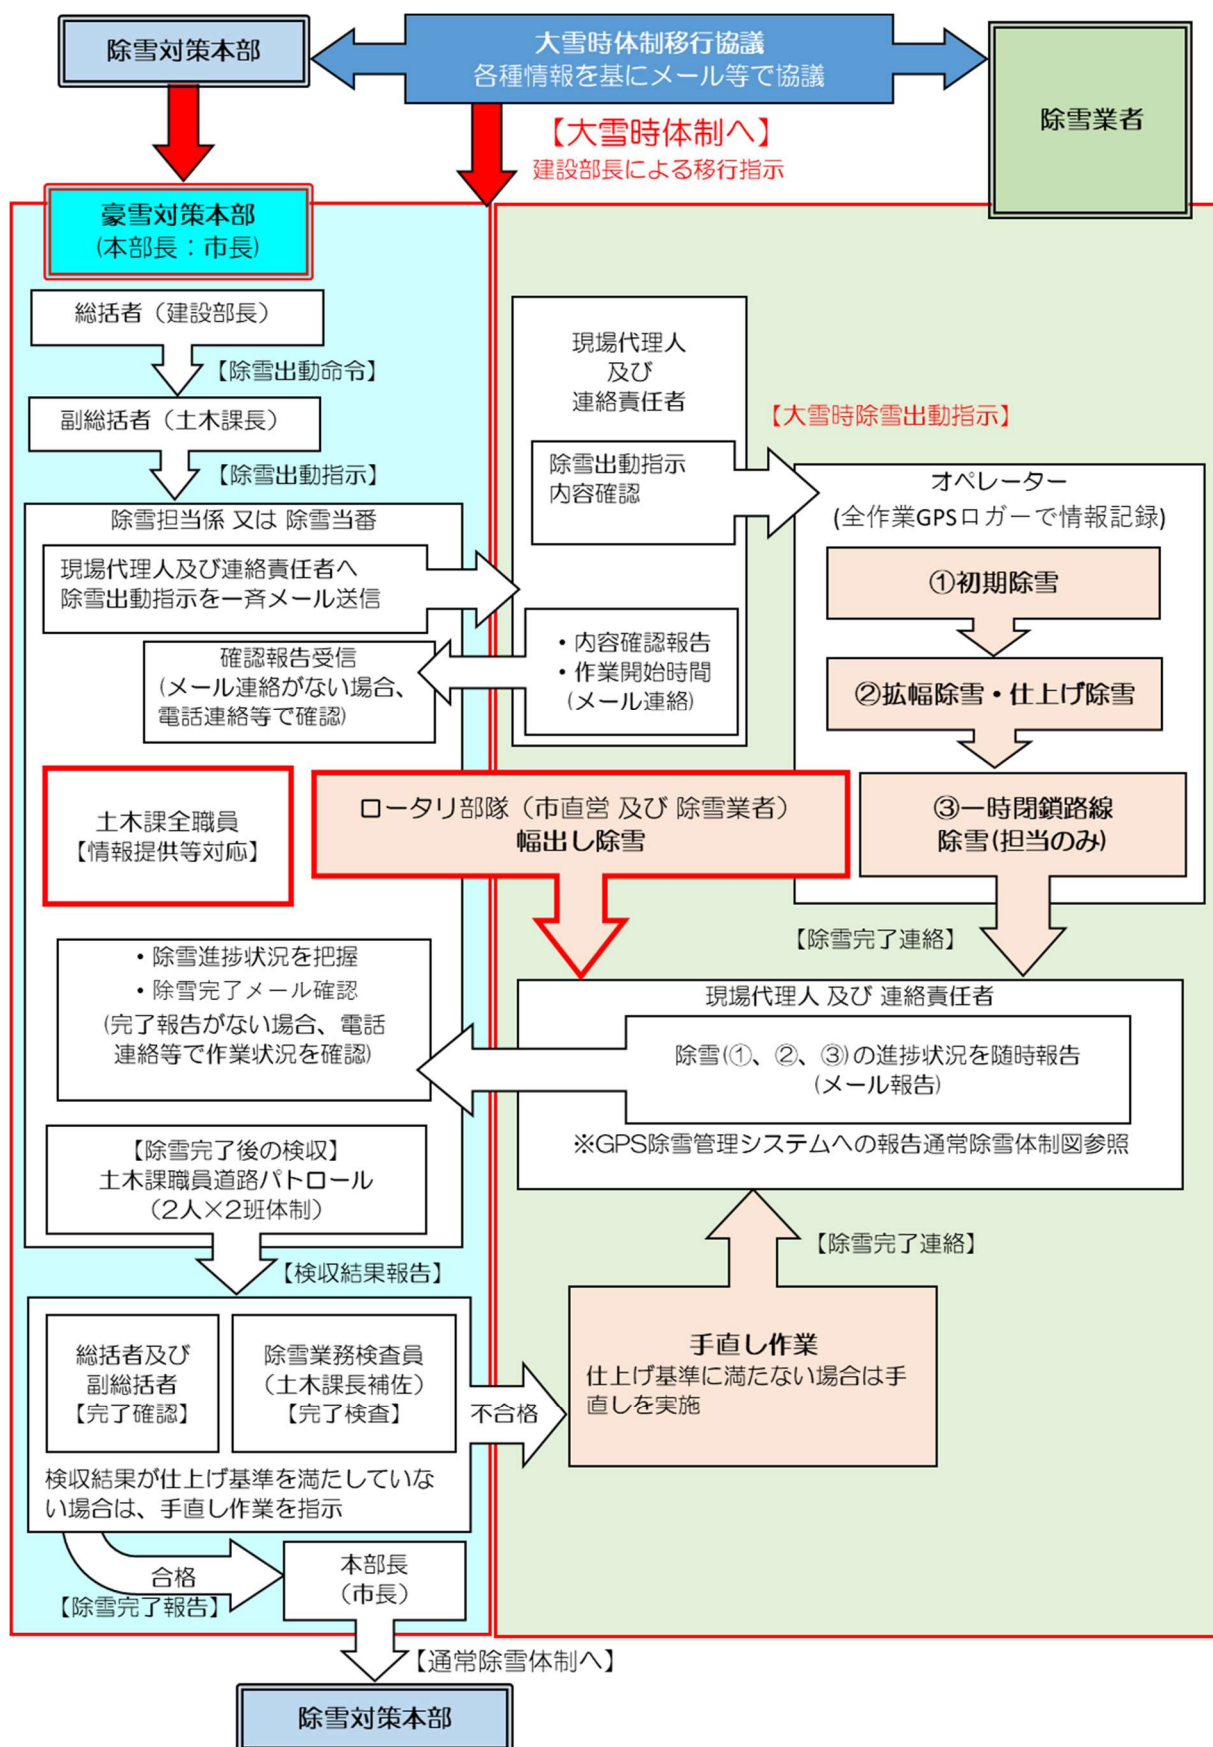 除雪対策本部
大雪時体制移行協議
各種情報を基にメール等で協議
除雪業者
【大雪時体制へ】
建設部長による移行指示
豪雪対策本部
(本部長：市長)
総括者（建設部長）
【除雪出動命令】
副総括者（土木課長）
【除雪出動指示】
除雪担当係 又は 除雪当番
現場代理人及び連絡責任者へ
除雪出動指示を一斉メール送信
確認報告受信
(メール連絡がない場合、
電話連絡等で確認)
現場代理人
及び
連絡責任者
除雪出動指示
内容確認
・内容確認報告
・作業開始時間
(メール連絡)
【大雪時除雪出動指示】
オペレーター
(全作業GPSロガーで情報記録)
①初期除雪
②拡幅除雪・仕上げ除雪
③一時閉鎖路線
除雪(担当のみ)
土木課全職員
【情報提供等対応】
ロータリ部隊（市直営 及び 除雪業者）
幅出し除雪
【除雪完了連絡】
・除雪進捗状況を把握
・除雪完了メール確認
(完了報告がない場合、電話
連絡等で作業状況を確認)
現場代理人 及び 連絡責任者
除雪(①、②、③)の進捗状況を随時報告
(メール報告)
※GPS除雪管理システムへの報告通常除雪体制図参照
【除雪完了後の検収】
土木課職員道路パトロール
（２人×２班体制）
【検収結果報告】
【除雪完了連絡】
総括者及び
副総括者
【完了確認】
除雪業務検査員
（土木課長補佐）
【完了検査】
不合格
手直し作業
仕上げ基準に満たない場合は手
直しを実施
検収結果が仕上げ基準を満たしていな
い場合は、手直し作業を指示
合格
【除雪完了報告】
本部長
（市長）
【通常除雪体制へ】
除雪対策本部